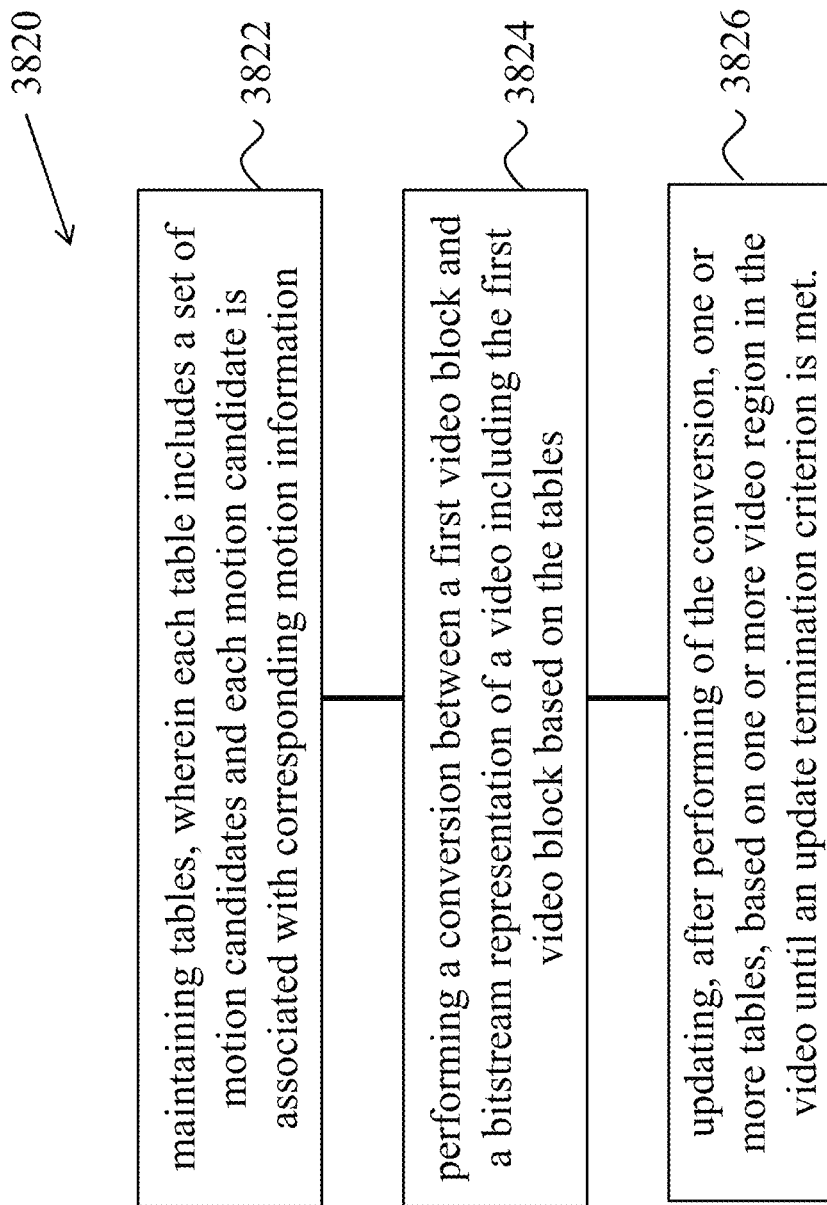 3820
maintaining tables, wherein each table includes a set of
motion candidates and each motion candidate is
associated with corresponding motion information
3822
performing a conversion between a first video block and
a bitstream representation of a video including the first
video block based on the tables
3824
updating, after performing of the conversion, one or
more tables, based on one or more video region in the
video until an update termination criterion is met.
3826